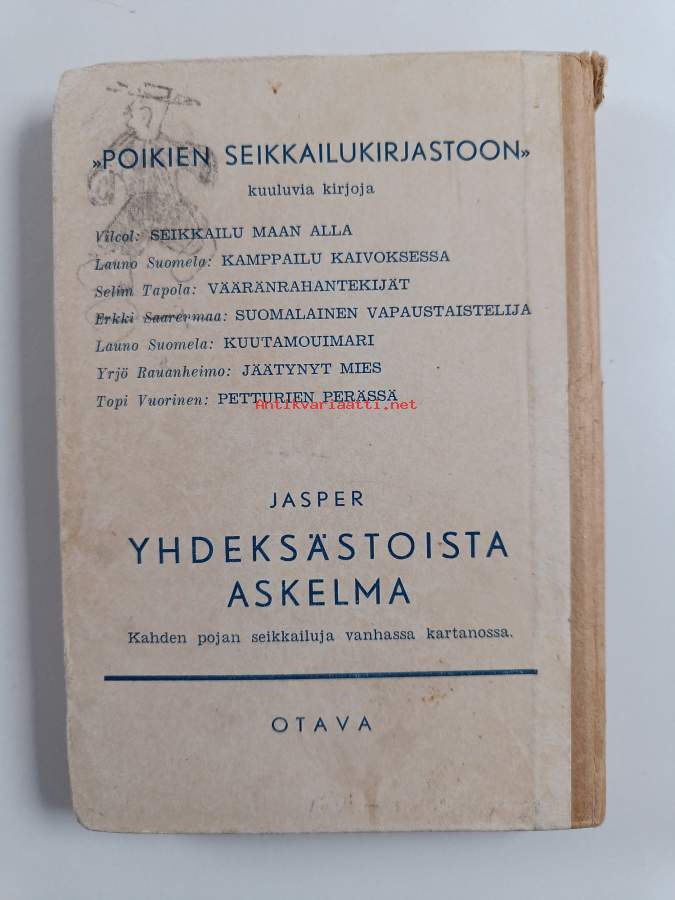 »POIKIEN SEIKKAILUKIRJASTOON»
kuuluvia kirjoja
Vilcol: SEIKKAILU MAAN ALLA
Launo Suomela: KAMPPAILU KAIVOKSESSA
Selim Tapola: VÄÄRÄNRAHANTEKIJÄT
Erkki Saarenmaa: SUOMALAINEN VAPAUSTAISTELIJA
Launo Suomela: KUUTAMOUIMARI
Yrjö Rauanheimo: JÄÄTYNYT MIES
Topi Vuorinen: PETTURIEN PERÄSSÄ
Antikvariaatti.net
JASPER
YHDEKSÄSTOISTA
ASKELMA
Kahden pojan seikkailuja vanhassa kartanossa.
OTAVA